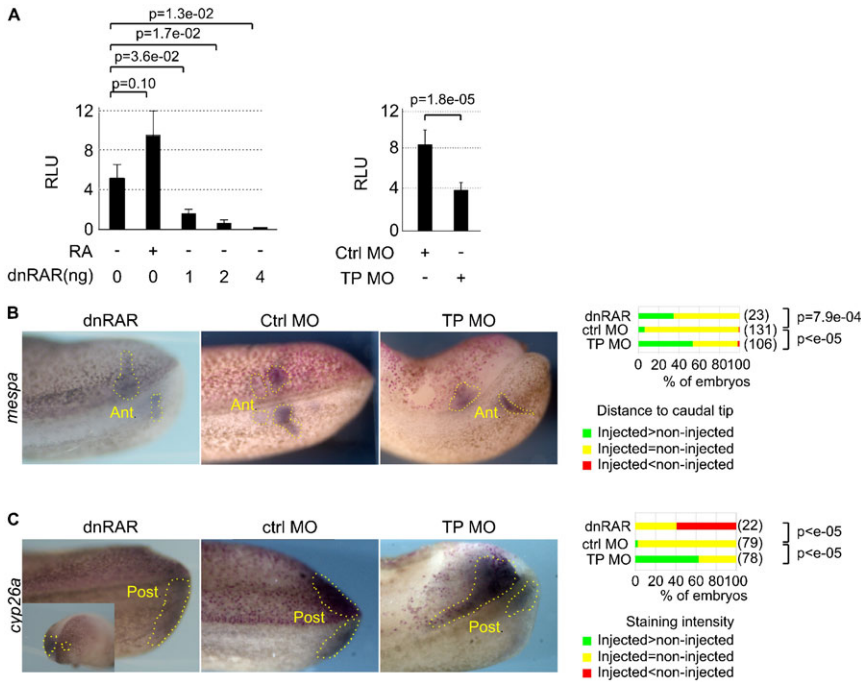 A
p=1.3e-02
p=1.7e-02
p=3.6e-02
p=0.10
12
8
4
0
RLU
RA - + - - -
dnRAR(ng) 0 0 1 2 4
p=1.8e-05
12
8
4
0
RLU
Ctrl MO + -
TP MO - +
B
dnRAR Ctrl MO TP MO
mespa
Ant.
Ant.
Ant.
dnRAR (23)
ctrl MO (131)
TP MO (106)
p=7.9e-04
p<e-05
0 20 40 60 80100
% of embryos
Distance to caudal tip
Injected>non-injected
Injected=non-injected
Injected<non-injected
C
dnRAR ctrl MO TP MO
cyp26a
Post
Post
Post
dnRAR (22)
ctrl MO (79)
TP MO (78)
p<e-05
p<e-05
0 20 40 60 80100
% of embryos
Staining intensity
Injected>non-injected
Injected=non-injected
Injected<non-injected